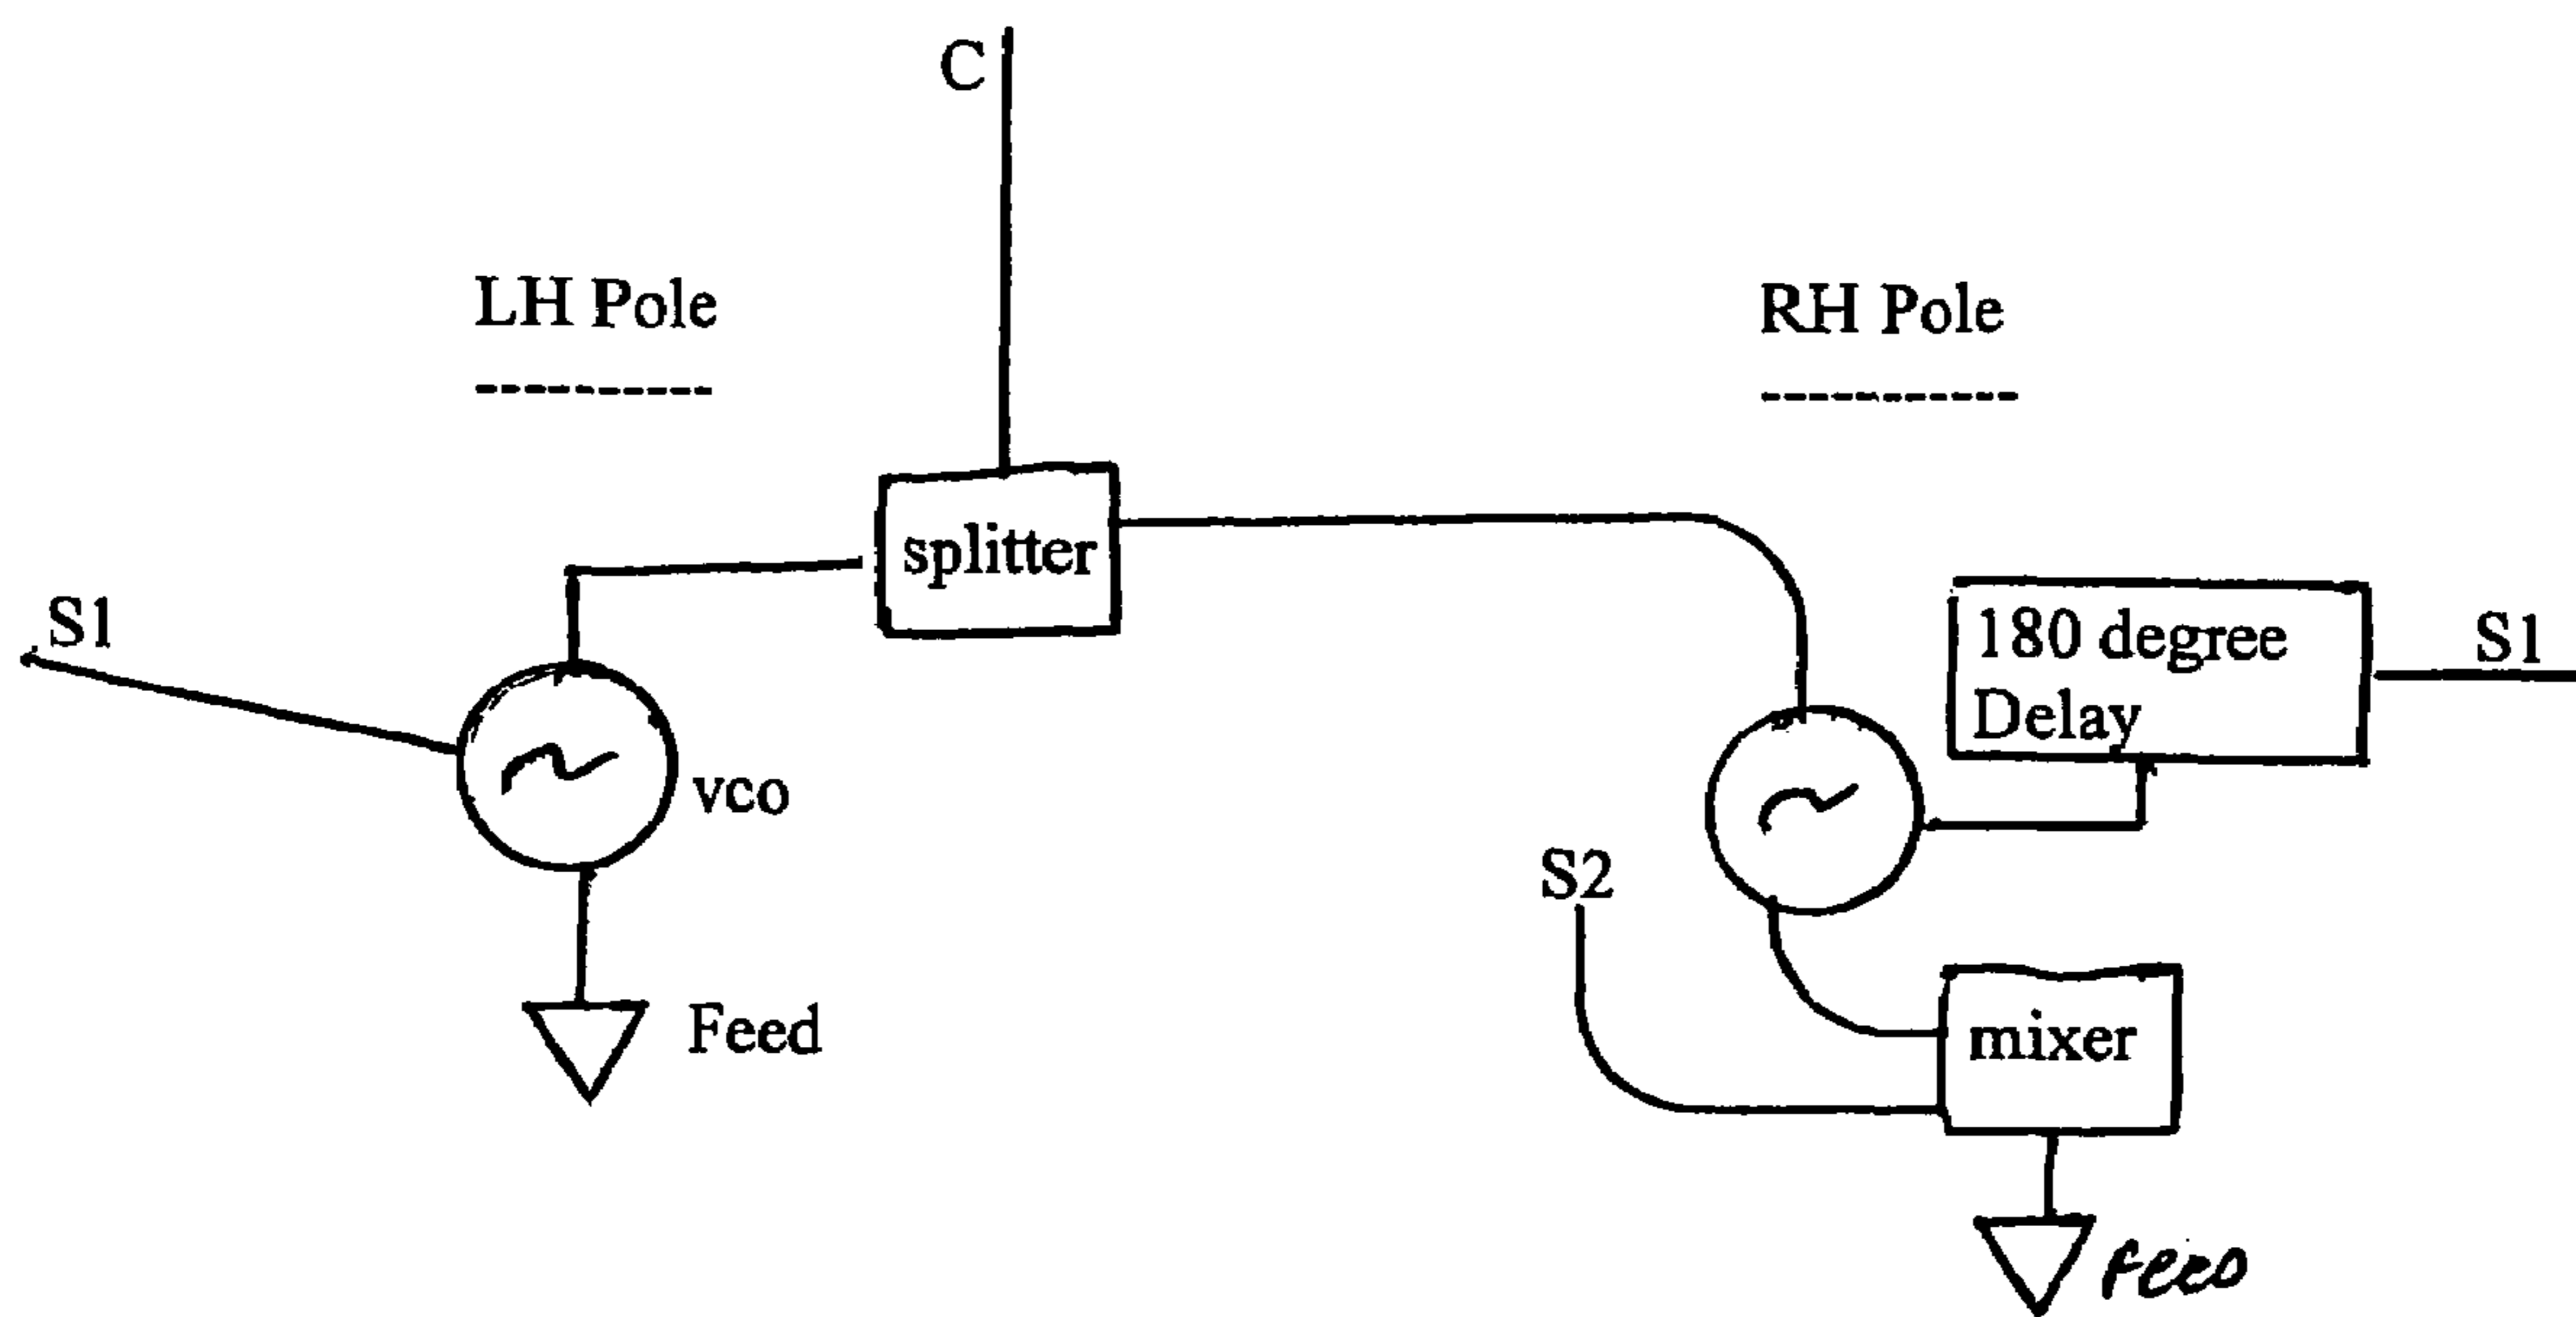 C
LH Pole
RH Pole
splitter
S1
180 degree
Delay
S1
vco
S2
Feed
mixer
Feed